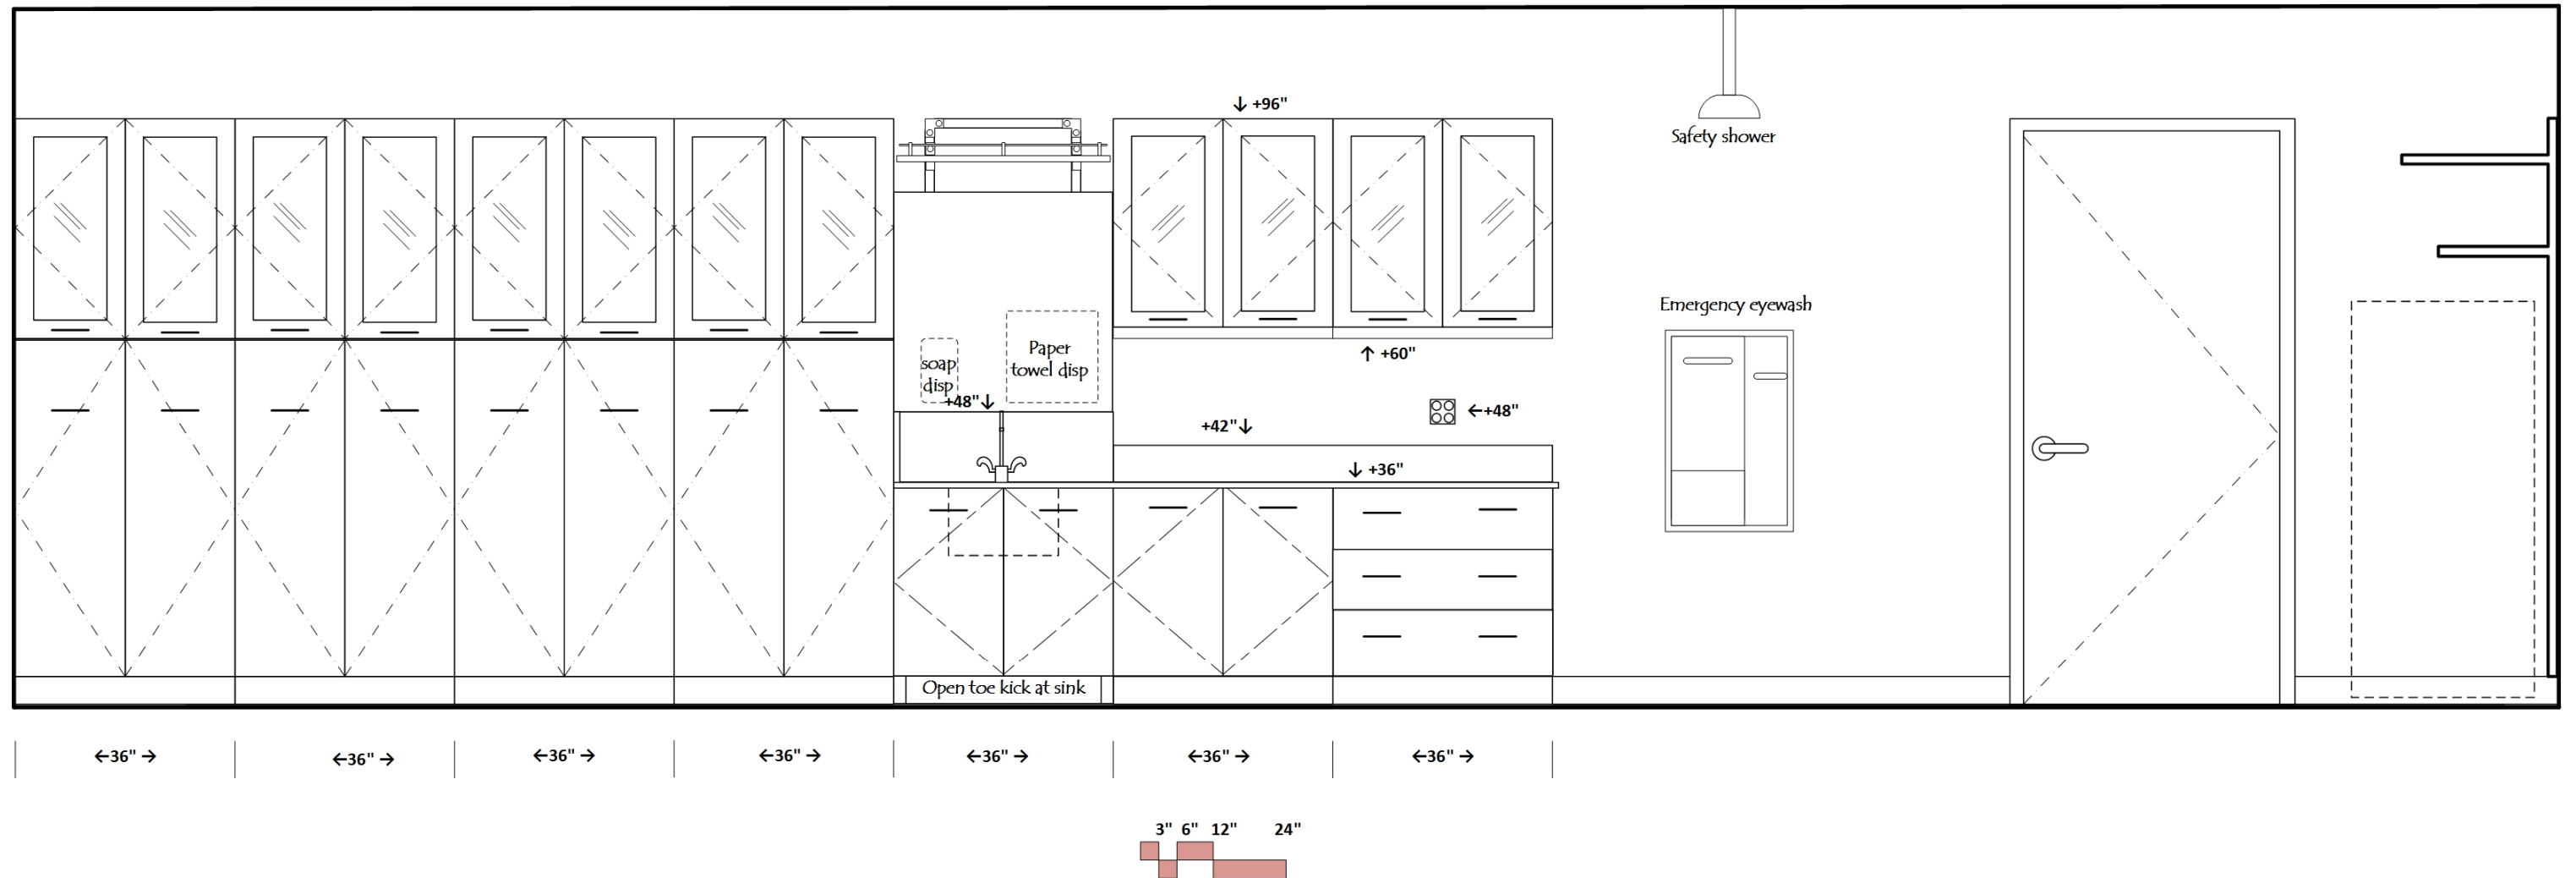 ↓ +96"
Safety shower
Emergency eyewash
Paper
towel disp
soap
disp
↑ +60"
+48"↓
←+48"
+42"↓
↓ +36"
Open toe kick at sink
←36" →
←36" →
←36" →
←36" →
←36" →
←36" →
←36" →
3" 6" 12" 24"